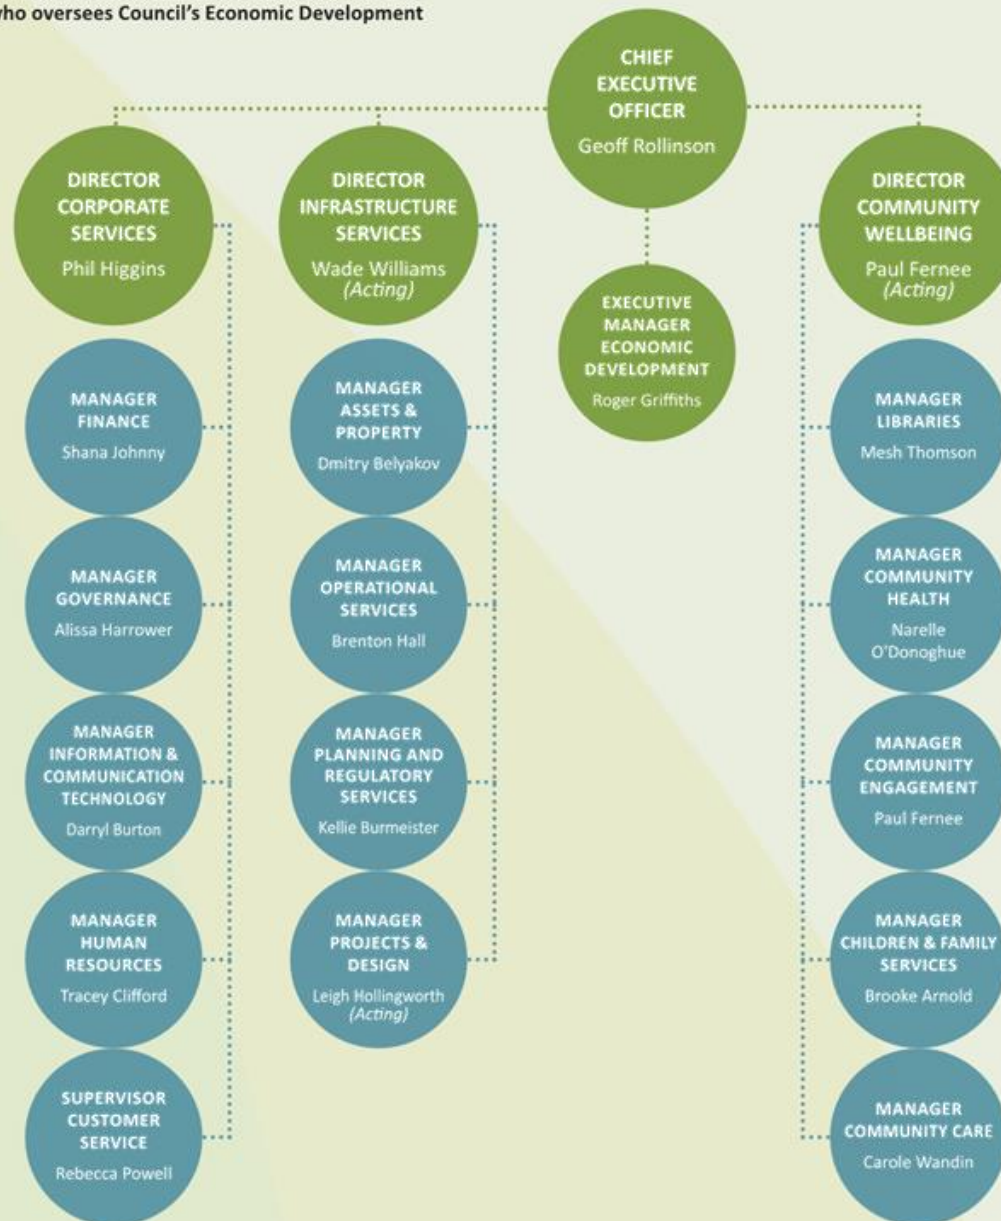 who oversees Council’s Economic Development
CHIEF
EXECUTIVE
OFFICER
Geoff Rollinson
DIRECTOR
CORPORATE
SERVICES
Phil Higgins
DIRECTOR
INFRASTRUCTURE
SERVICES
Wade Williams
(Acting)
DIRECTOR
COMMUNITY
WELLBEING
Paul Fernee
(Acting)
EXECUTIVE
MANAGER
ECONOMIC
DEVELOPMENT
Roger Griffiths
MANAGER
FINANCE
Shana Johnny
MANAGER
GOVERNANCE
Alissa Harrower
MANAGER
INFORMATION &
COMMUNICATION
TECHNOLOGY
Darryl Burton
MANAGER
HUMAN
RESOURCES
Tracey Clifford
SUPERVISOR
CUSTOMER
SERVICE
Rebecca Powell
MANAGER
ASSETS &
PROPERTY
Dmitry Belyakov
MANAGER
OPERATIONAL
SERVICES
Brenton Hall
MANAGER
PLANNING AND
REGULATORY
SERVICES
Kellie Burmeister
MANAGER
PROJECTS &
DESIGN
Leigh Hollingworth
(Acting)
MANAGER
LIBRARIES
Mesh Thomson
MANAGER
COMMUNITY
HEALTH
Narelle
O’Donoghue
MANAGER
COMMUNITY
ENGAGEMENT
Paul Fernee
MANAGER
CHILDREN & FAMILY
SERVICES
Brooke Arnold
MANAGER
COMMUNITY CARE
Carole Wandin